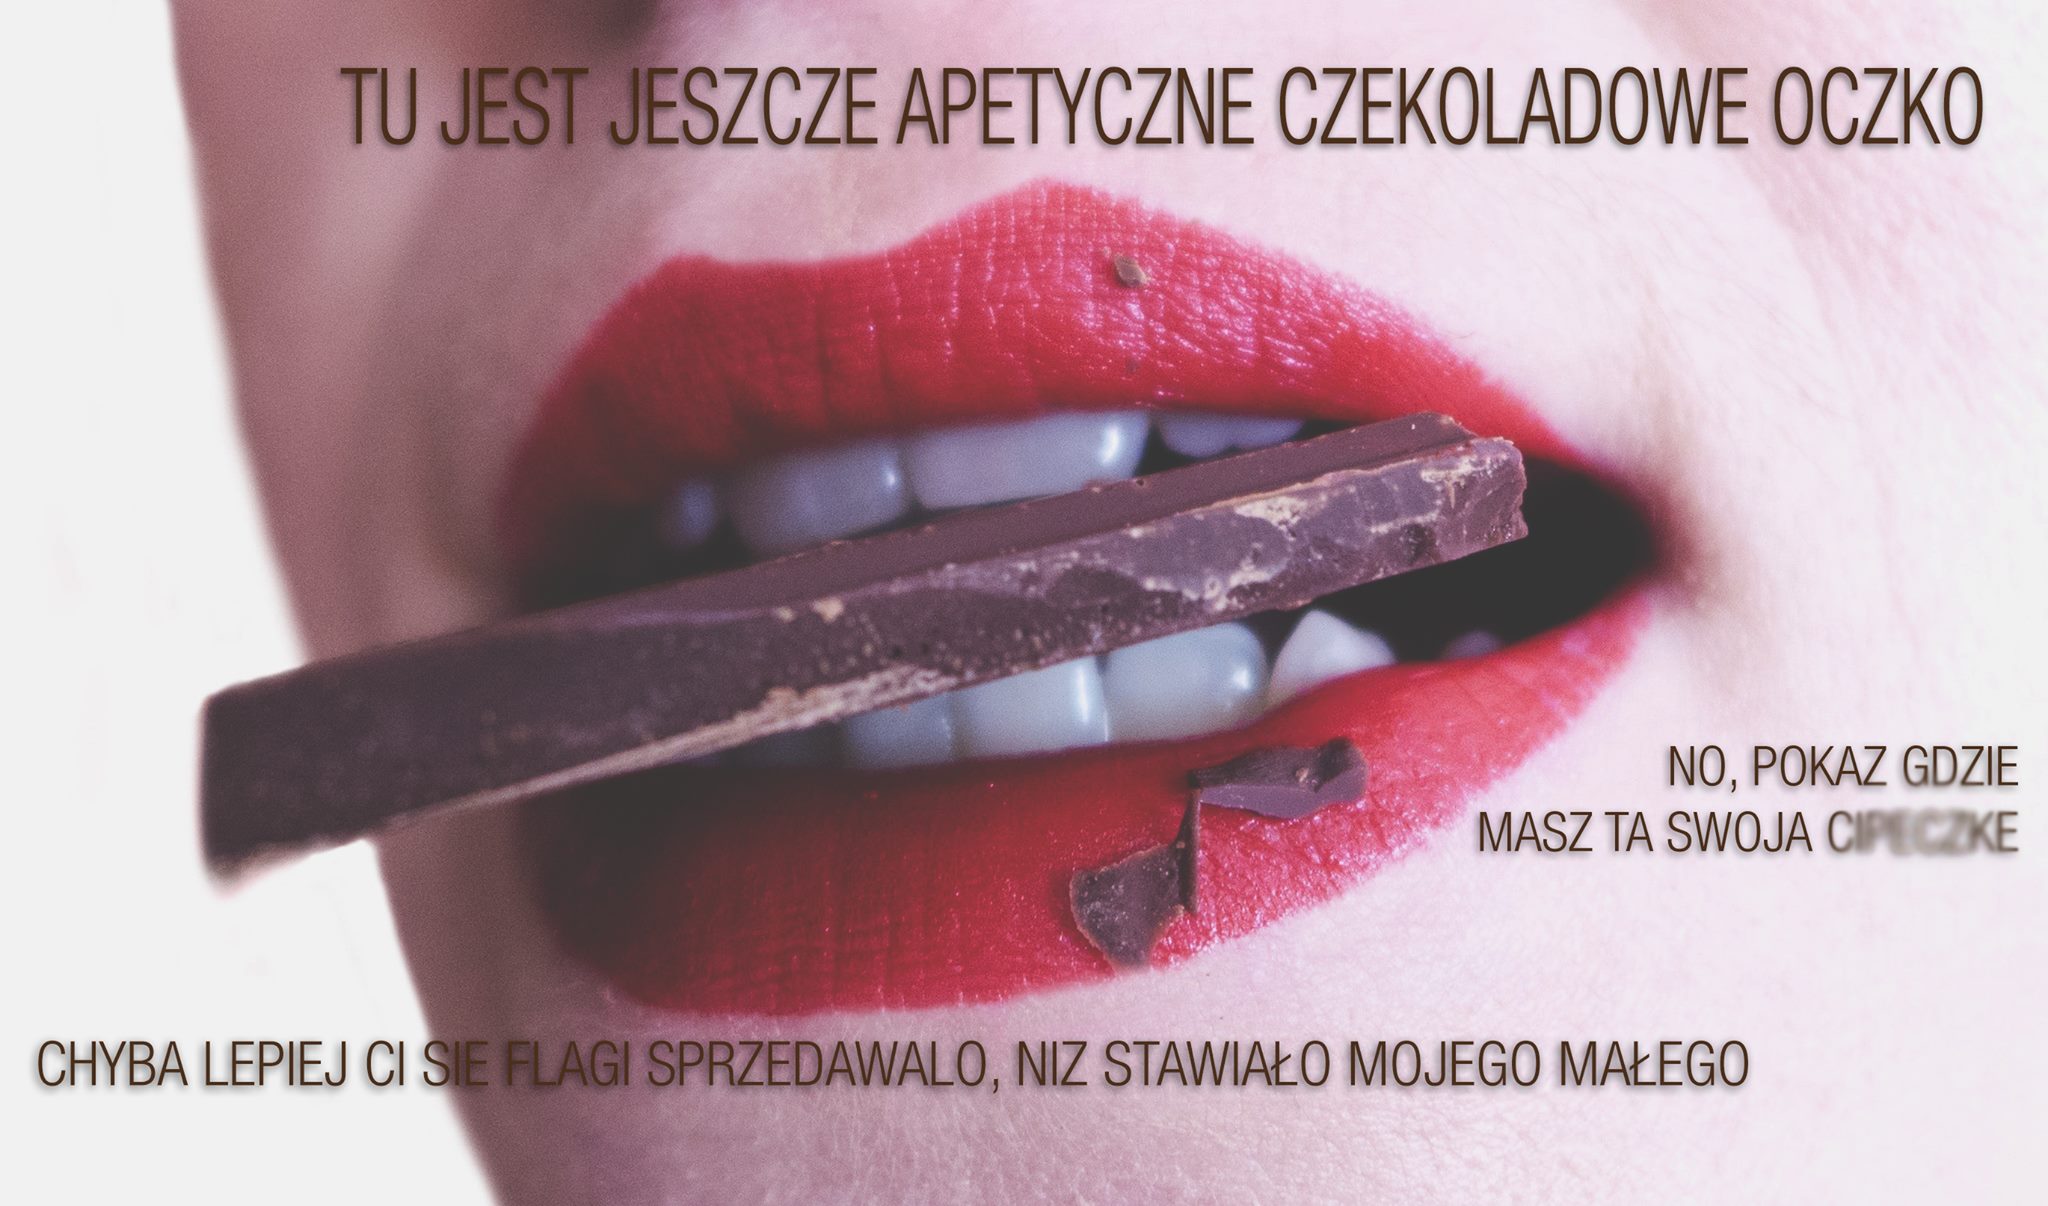 TU JEST JESZCZE APETYCZNE CZEKOLADOWE OCZKO
NO, POKAZ GDZIE
MASZ TA SWOJA CIPECZKE
CHYBA LEPIEJ CI SIE FLAGI SPRZEDAWALO, NIZ STAWIAŁO MOJEGO MAŁEGO